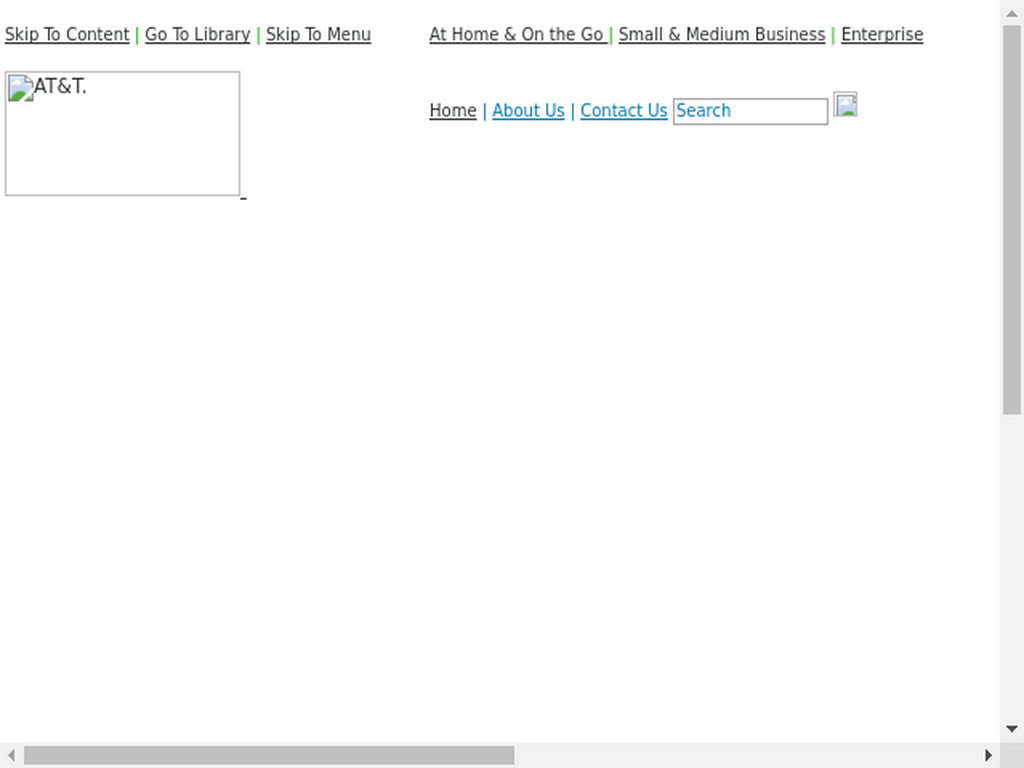 Skip To Content | Go To Library | Skip To Menu At Home & On the Go | Small & Medium Business | Enterprise
AT&T.
Home | About Us | Contact Us Search